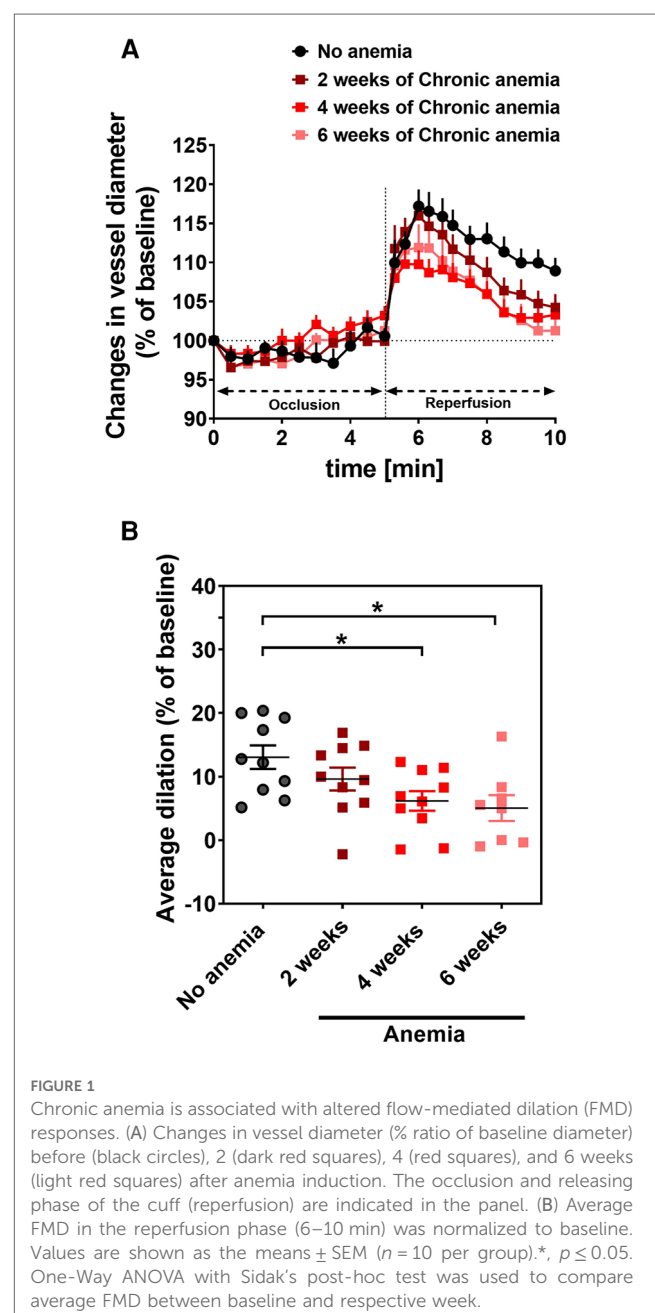 A
No anemia
2 weeks of Chronic anemia
4 weeks of Chronic anemia
6 weeks of Chronic anemia
Changes in vessel diameter
(% of baseline)
125
120
115
110
105
100
95
90
Occlusion
Reperfusion
0
2
4
6
8
10
time [min]
B
Average dilation (% of baseline)
40
30
20
10
0
-10
*
*
No anemia
2 weeks
4 weeks
6 weeks
Anemia
FIGURE 1
Chronic anemia is associated with altered flow-mediated dilation (FMD)
responses. (A) Changes in vessel diameter (% ratio of baseline diameter)
before (black circles), 2 (dark red squares), 4 (red squares), and 6 weeks
(light red squares) after anemia induction. The occlusion and releasing
phase of the cuff (reperfusion) are indicated in the panel. (B) Average
FMD in the reperfusion phase (6–10 min) was normalized to baseline.
Values are shown as the means ± SEM (n = 10 per group).*, p ≤ 0.05.
One-Way ANOVA with Sidak's post-hoc test was used to compare
average FMD between baseline and respective week.